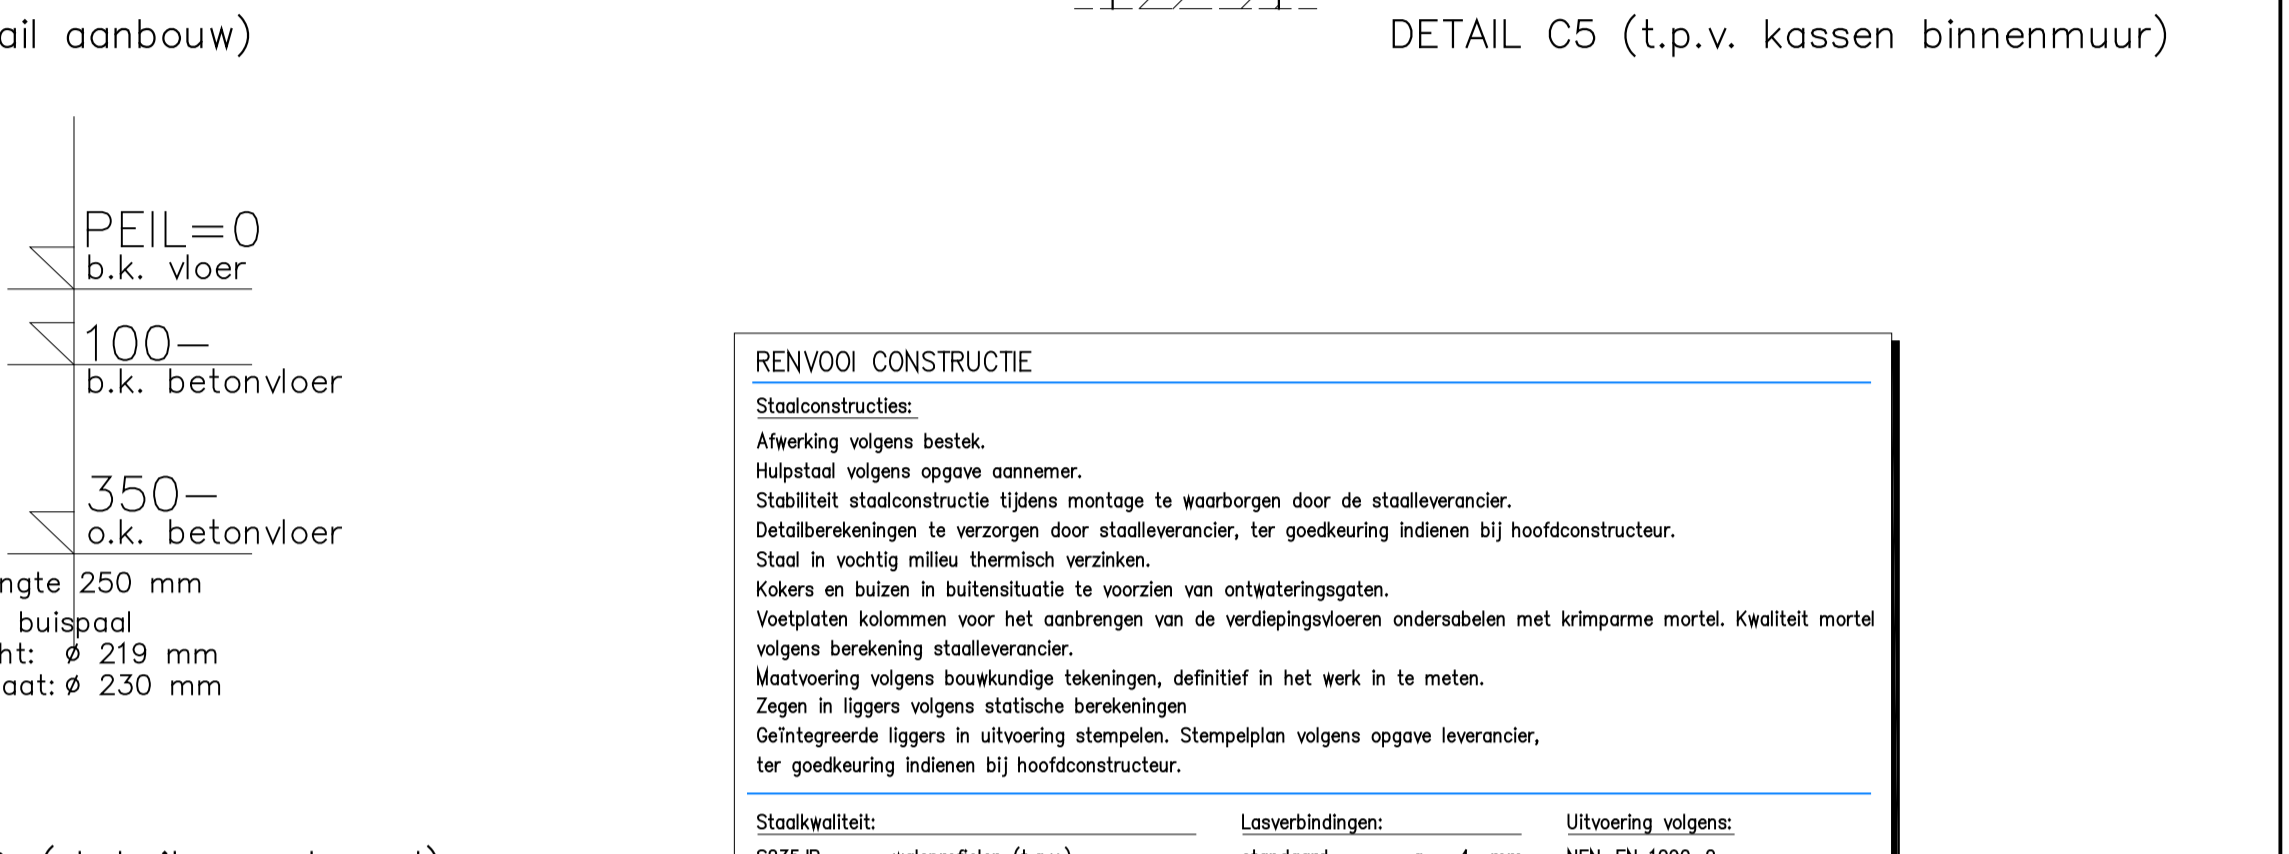 ail aanbouw)
DETAIL C5 (t.p.v. kassen binnenmuur)
PEIL=0
b.k. vloer
100-
b.k. betonvloer
350-
o.k. betonvloer
ngte 250 mm
buispaal
ht: ø 219 mm
aat: ø 230 mm
RENVOOI CONSTRUCTIE
Staalconstructies:
Afwerking volgens bestek.
Hulpstaal volgens opgave aannemer.
Stabiliteit staalconstructie tijdens montage te waarborgen door de staalleverancier.
Detailberekeningen te verzorgen door staalleverancier, ter goedkeuring indienen bij hoofdconstructeur.
Staal in vochtig milieu thermisch verzinken.
Kokers en buizen in buitensituatie te voorzien van ontwateringsgaten.
Voetplaten kolommen voor het aanbrengen van de verdiepingsvloeren ondersabelen met krimparme mortel. Kwaliteit mortel
volgens berekening staalleverancier.
Maatvoering volgens bouwkundige tekeningen, definitief in het werk in te meten.
Zegen in liggers volgens statische berekeningen
Geïntegreerde liggers in uitvoering stempelen. Stempelplan volgens opgave leverancier,
ter goedkeuring indienen bij hoofdconstructeur.
Staalkwaliteit:
Lasverbindingen:
Uitvoering volgens: